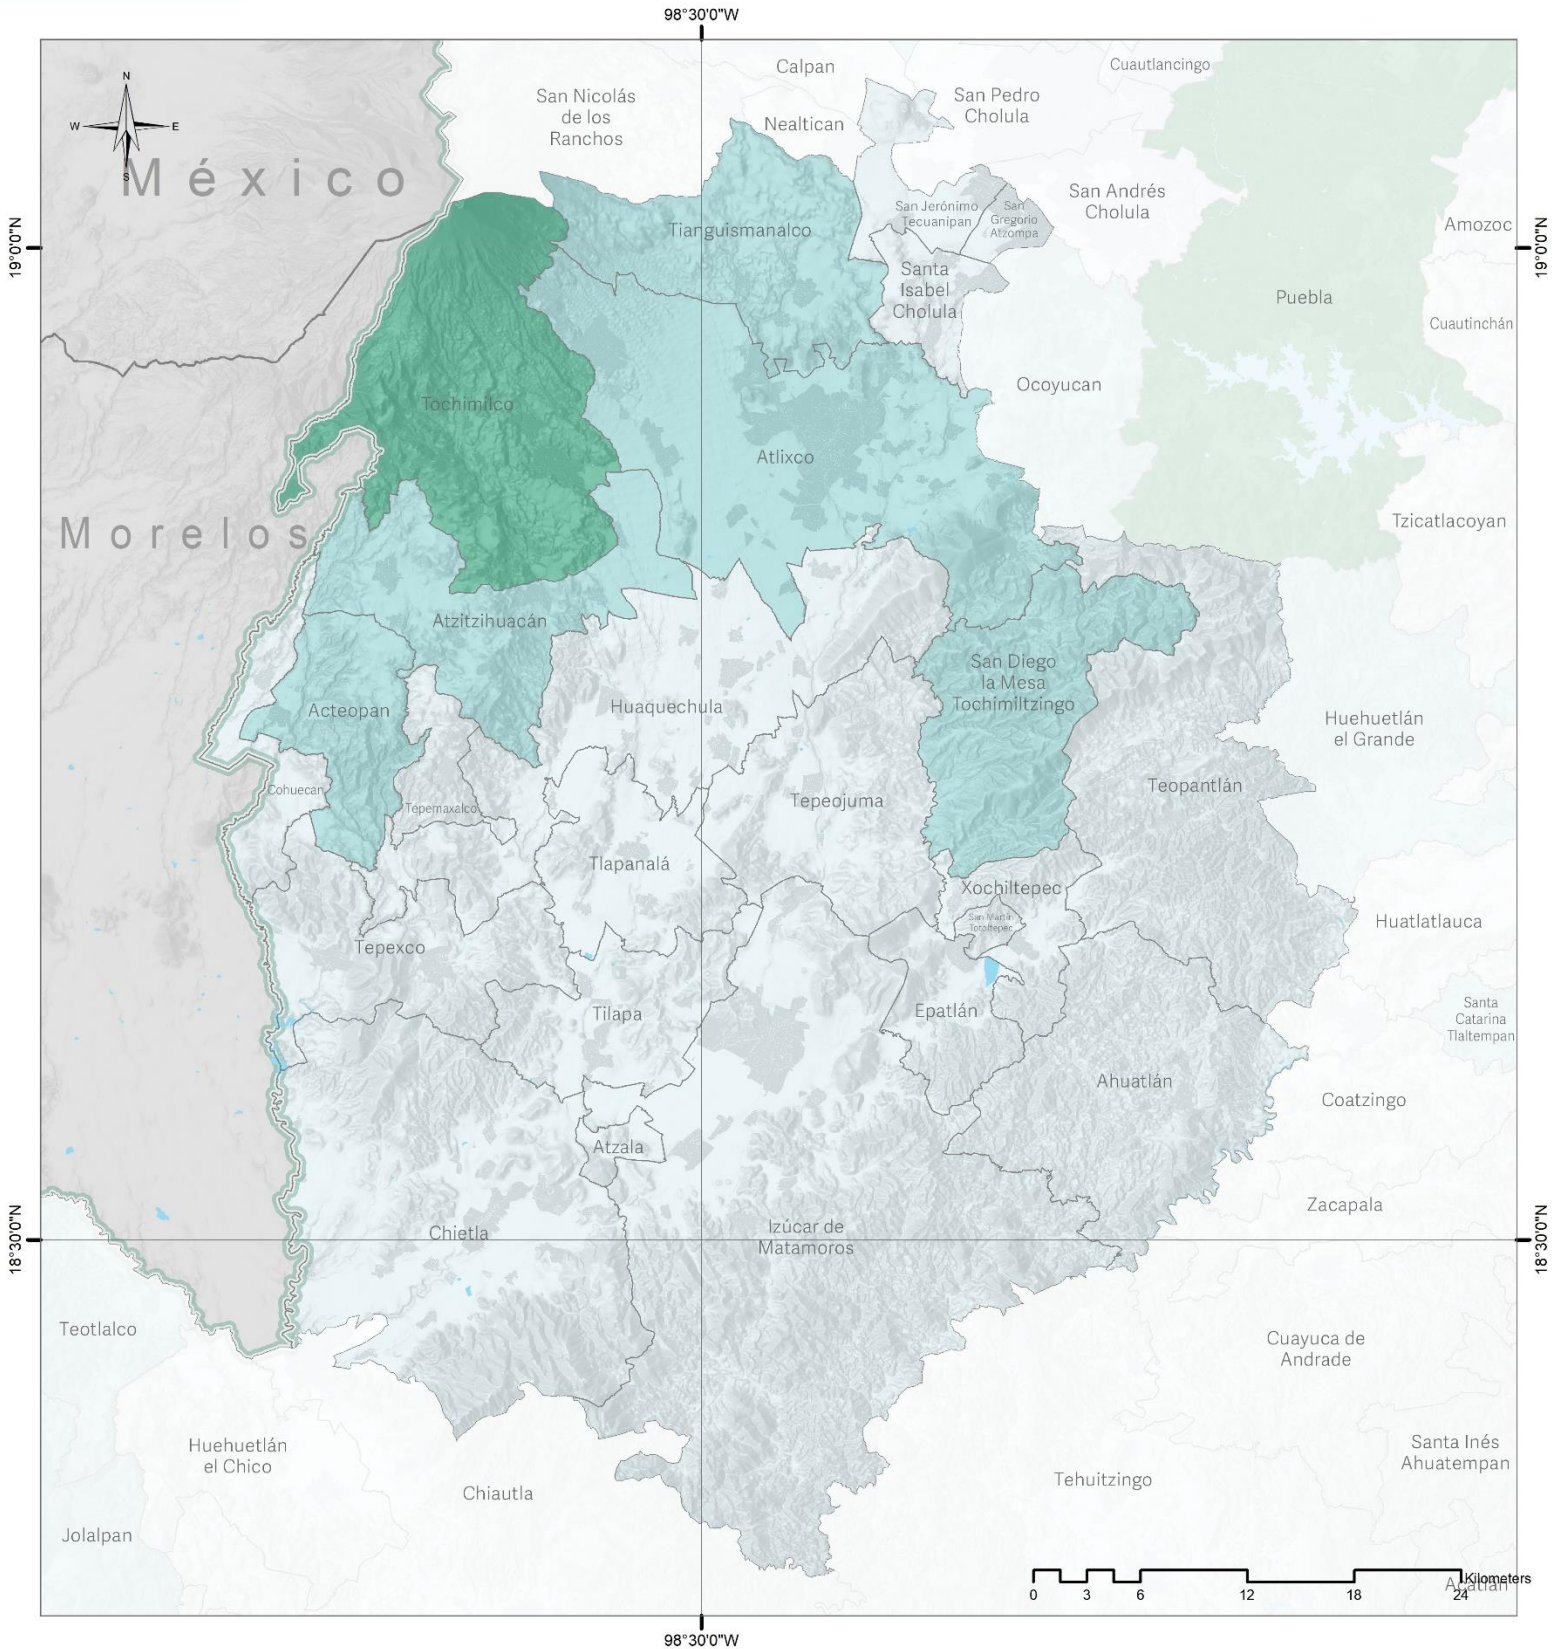 98°30'0"W
Calpan
Cuautlancingo
San Nicolás
de los
Ranchos
San Pedro
Cholula
Nealtican
N
W
E
S
México
San Andrés
Cholula
San Jerónimo
Tecuanipan
San
Gregorio
Atzompa
Tianguismanalco
Amozoc
19°0'0"N
19°0'0"N
Santa
Isabel
Cholula
Puebla
Cuautinchán
Ocoyucan
Tochimilco
Atlixco
Morelos
Tzicatlacoyan
Atzitzihuacán
San Diego
la Mesa
Tochimiltzingo
Acteopan
Huaquechula
Huehuetlán
el Grande
Cohuecan
Tepemaxalco
Tepeojuma
Teopantlán
Tlapanalá
Xochiltepec
San Martín
Totoltepec
Huatlatlauca
Tepexco
Tilapa
Epatlán
Santa
Catarina
Tlaltempan
Ahuatlán
Coatzingo
Atzala
Zacapala
Chietla
Izúcar de
Matamoros
18°30'0"N
18°30'0"N
Teotlalco
Cuayuca de
Andrade
Huehuetlán
el Chico
Santa Inés
Ahuatempan
Chiautla
Tehuitzingo
Jolalpan
Kilometers
Acatlán
0 3 6 12 18 24
98°30'0"W